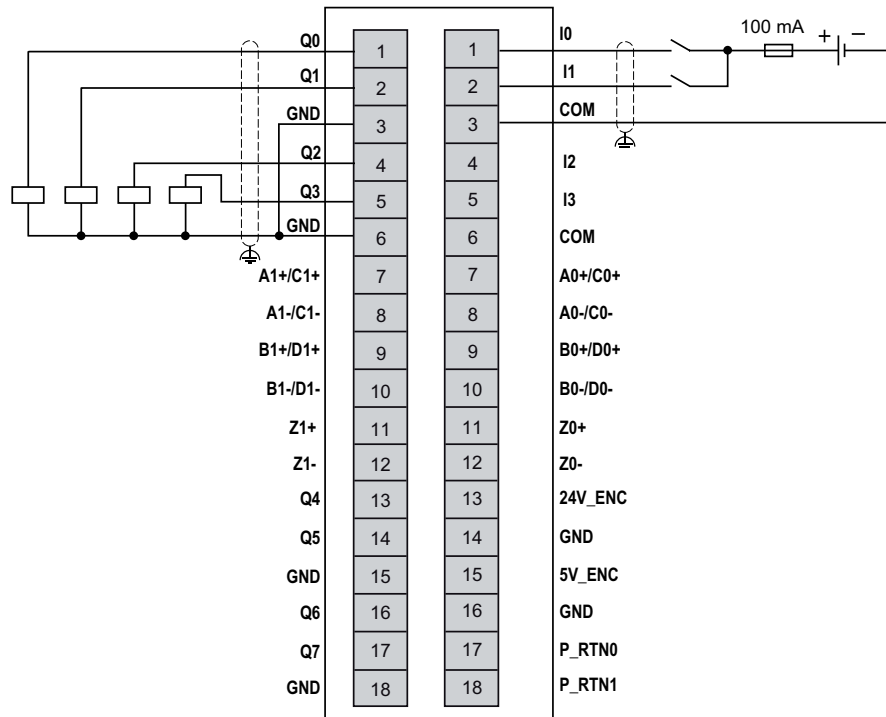 100 mA
+ −
Q0 1 1 I0
Q1 2 2 I1
GND 3 3 COM
Q2 4 4 I2
Q3 5 5 I3
GND 6 6 COM
A1+/C1+ 7 7 A0+/C0+
A1-/C1- 8 8 A0-/C0-
B1+/D1+ 9 9 B0+/D0+
B1-/D1- 10 10 B0-/D0-
Z1+ 11 11 Z0+
Z1- 12 12 Z0-
Q4 13 13 24V_ENC
Q5 14 14 GND
GND 15 15 5V_ENC
Q6 16 16 GND
Q7 17 17 P_RTN0
GND 18 18 P_RTN1